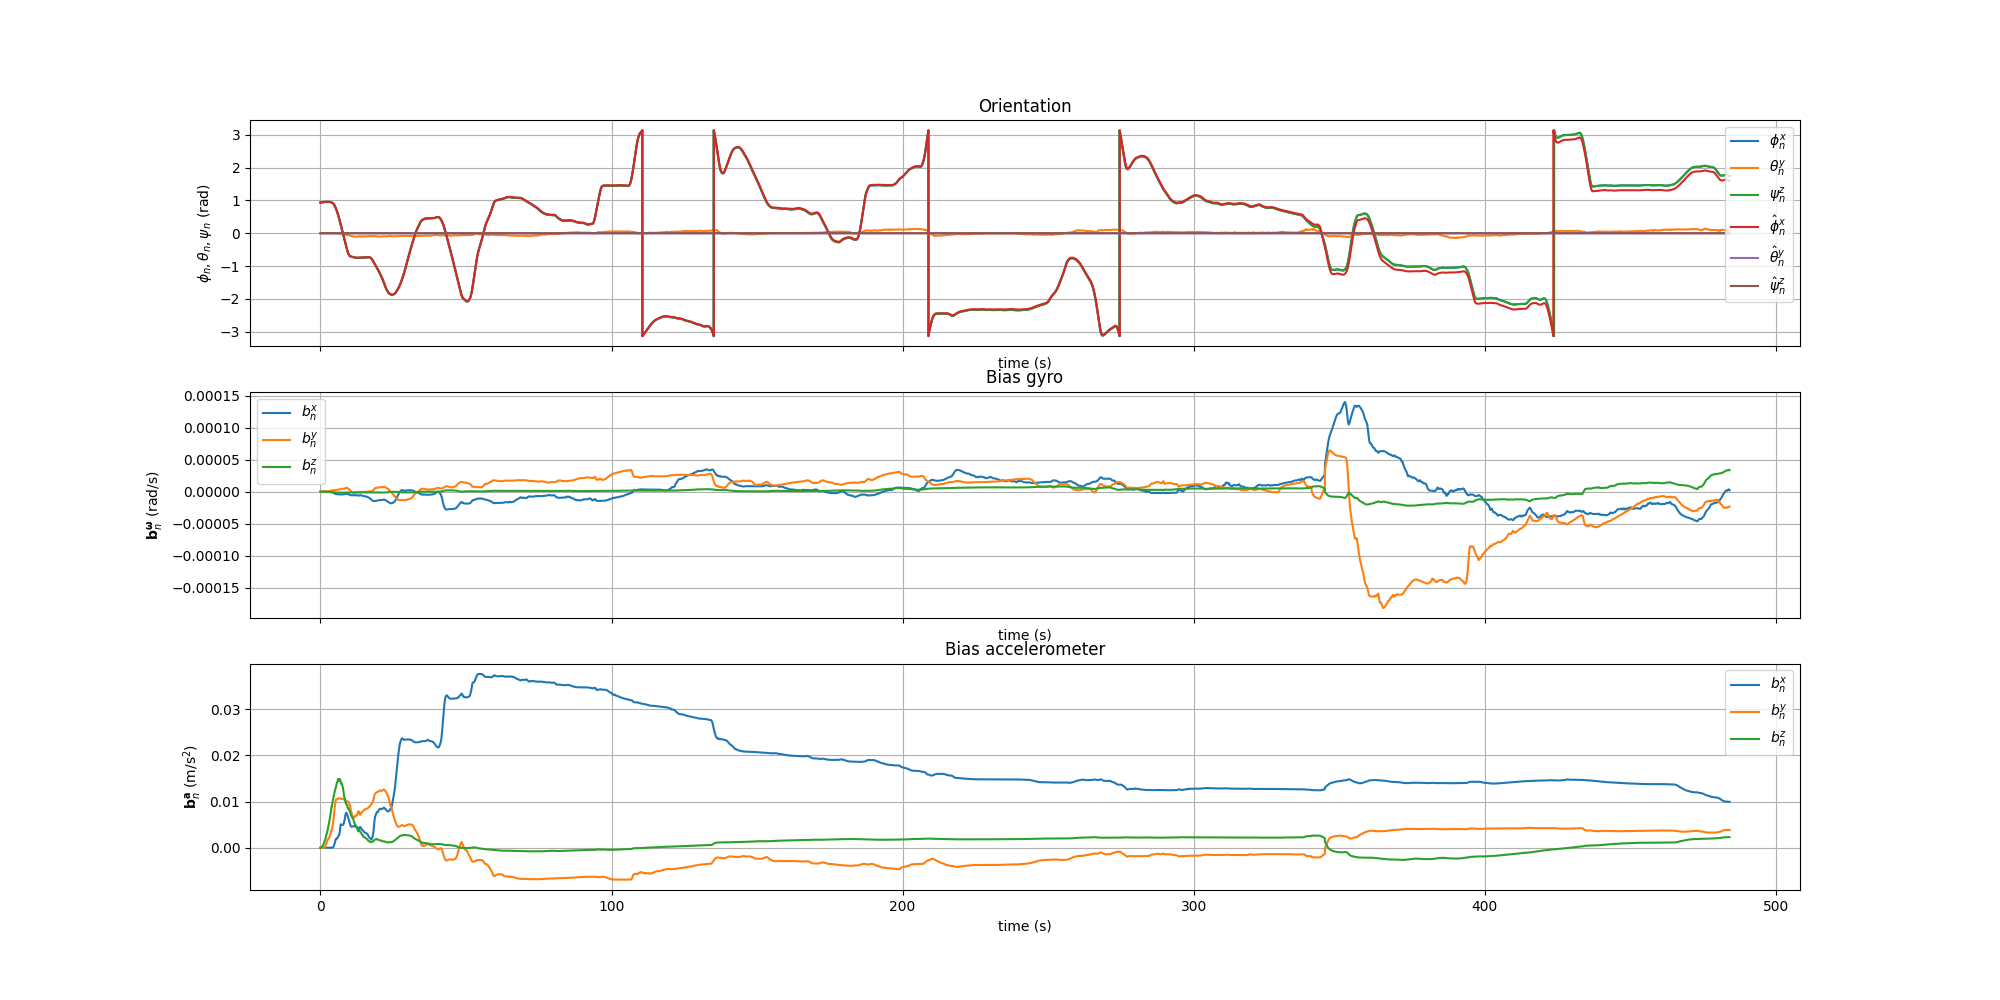 Orientation
3
2
1
0
−1
−2
−3
ϕₙ, θₙ, ψₙ (rad)
ϕₙˣ
θₙʸ
ψₙᶻ
ϕ̂ₙˣ
θ̂ₙʸ
ψ̂ₙᶻ
time (s)
Bias gyro
0.00015
0.00010
0.00005
0.00000
−0.00005
−0.00010
−0.00015
𝐛ₙ^𝛚 (rad/s)
bₙˣ
bₙʸ
bₙᶻ
time (s)
Bias accelerometer
0.03
0.02
0.01
0.00
𝐛ₙ^𝐚 (m/s²)
bₙˣ
bₙʸ
bₙᶻ
0 100 200 300 400 500
time (s)